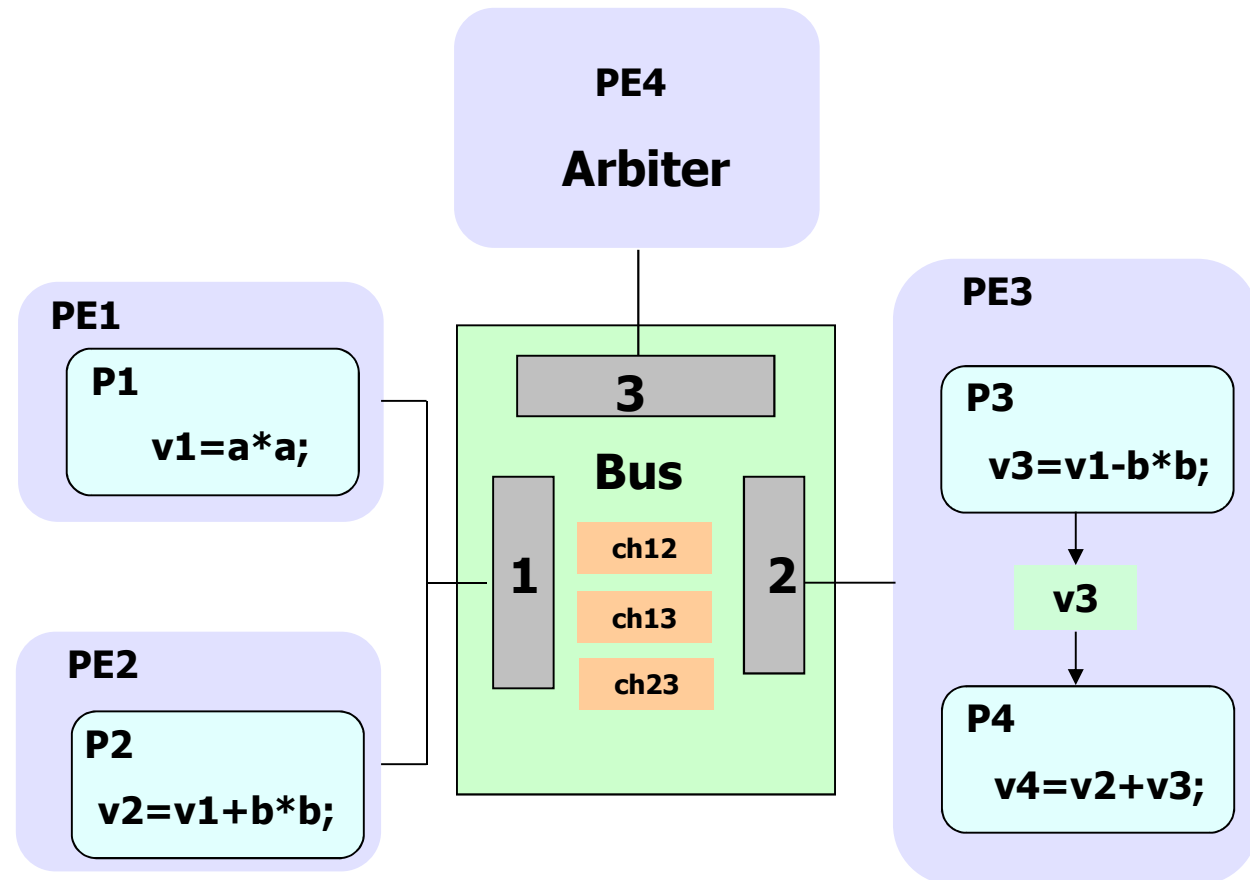 PE4
Arbiter
PE1
P1
v1=a*a;
PE2
P2
v2=v1+b*b;
3
Bus
1
ch12
ch13
ch23
2
PE3
P3
v3=v1-b*b;
v3
P4
v4=v2+v3;